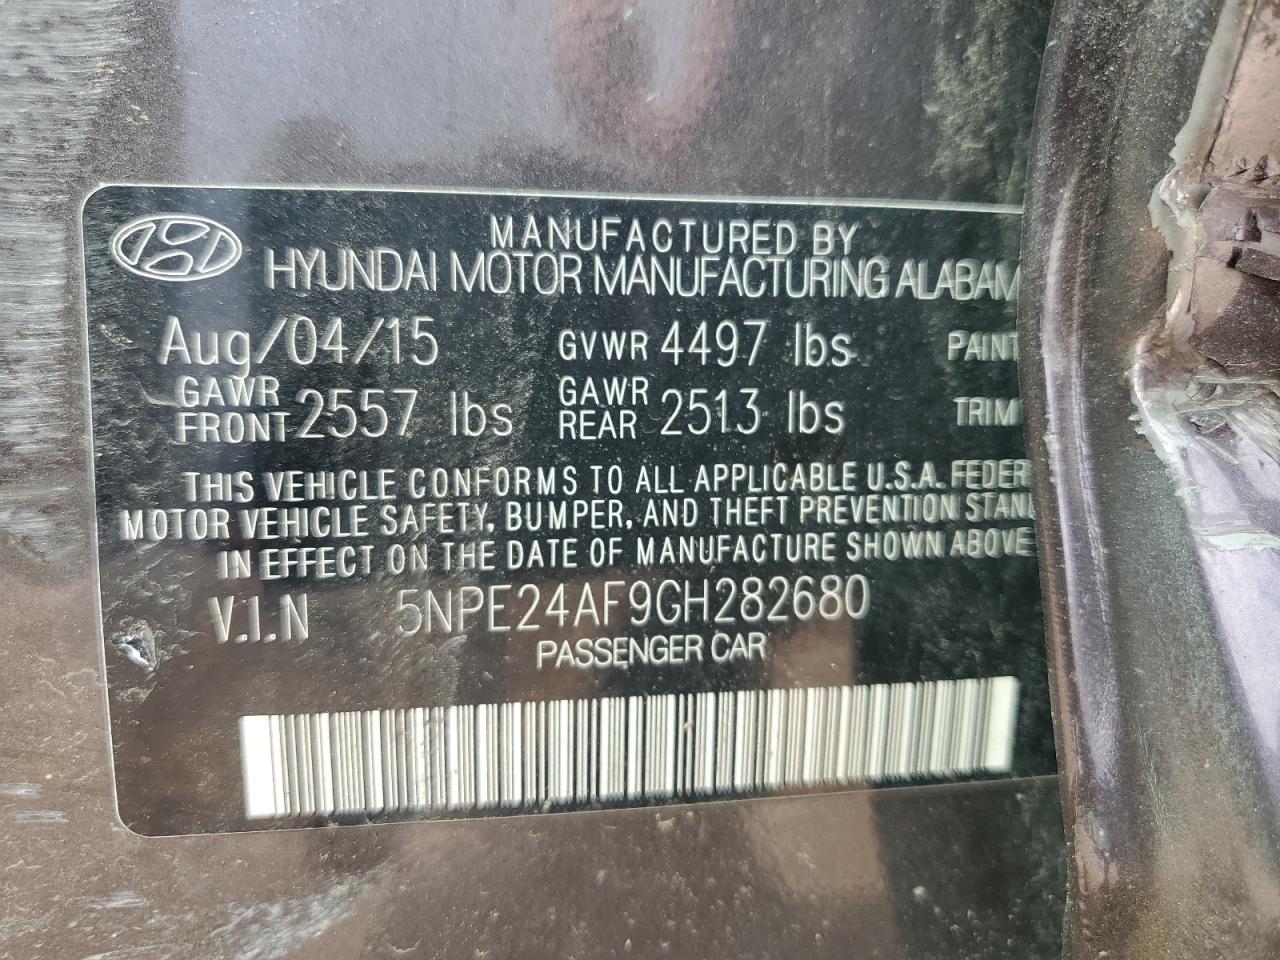 MANUFACTURED BY
HYUNDAI MOTOR MANUFACTURING ALABAM
Aug/04/15 GVWR 4497 lbs PAINT
GAWR FRONT 2557 lbs GAWR REAR 2513 lbs TRIM
THIS VEHICLE CONFORMS TO ALL APPLICABLE U.S.A. FEDER
MOTOR VEHICLE SAFETY, BUMPER, AND THEFT PREVENTION STAN
IN EFFECT ON THE DATE OF MANUFACTURE SHOWN ABOVE
V.I.N 5NPE24AF9GH282680
PASSENGER CAR